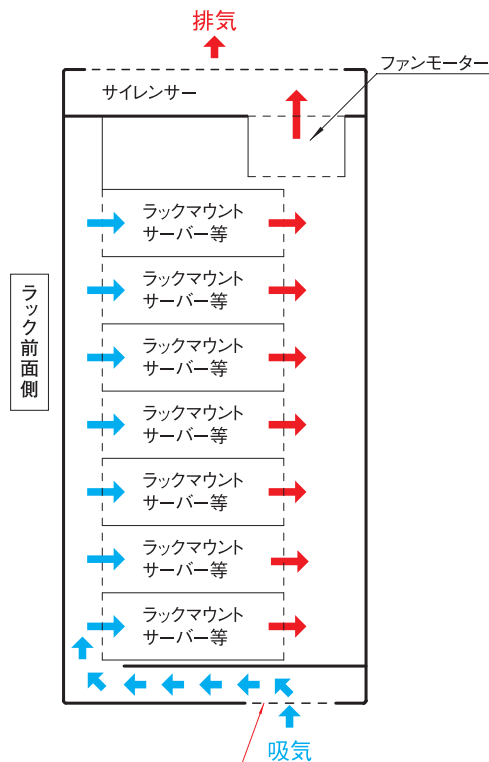 排気
ファンモーター
サイレンサー
ラックマウント
サーバー等
ラックマウント
サーバー等
ラック前面側
ラックマウント
サーバー等
ラックマウント
サーバー等
ラックマウント
サーバー等
ラックマウント
サーバー等
ラックマウント
サーバー等
吸気